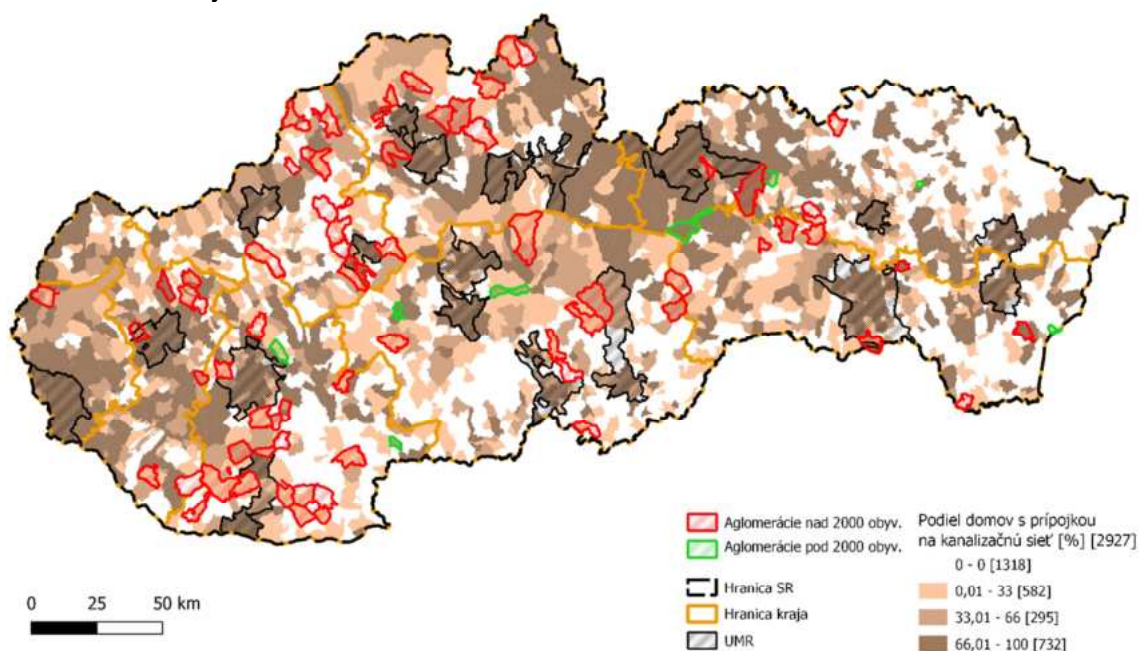 Aglomerácie nad 2000 obyv.
Aglomerácie pod 2000 obyv.
Hranica SR
Hranica kraja
UMR
Podiel domov s prípojkou
na kanalizačnú sieť [%] [2927]
0 - 0 [1318]
0,01 - 33 [582]
33,01 - 66 [295]
66,01 - 100 [732]
0 25 50 km